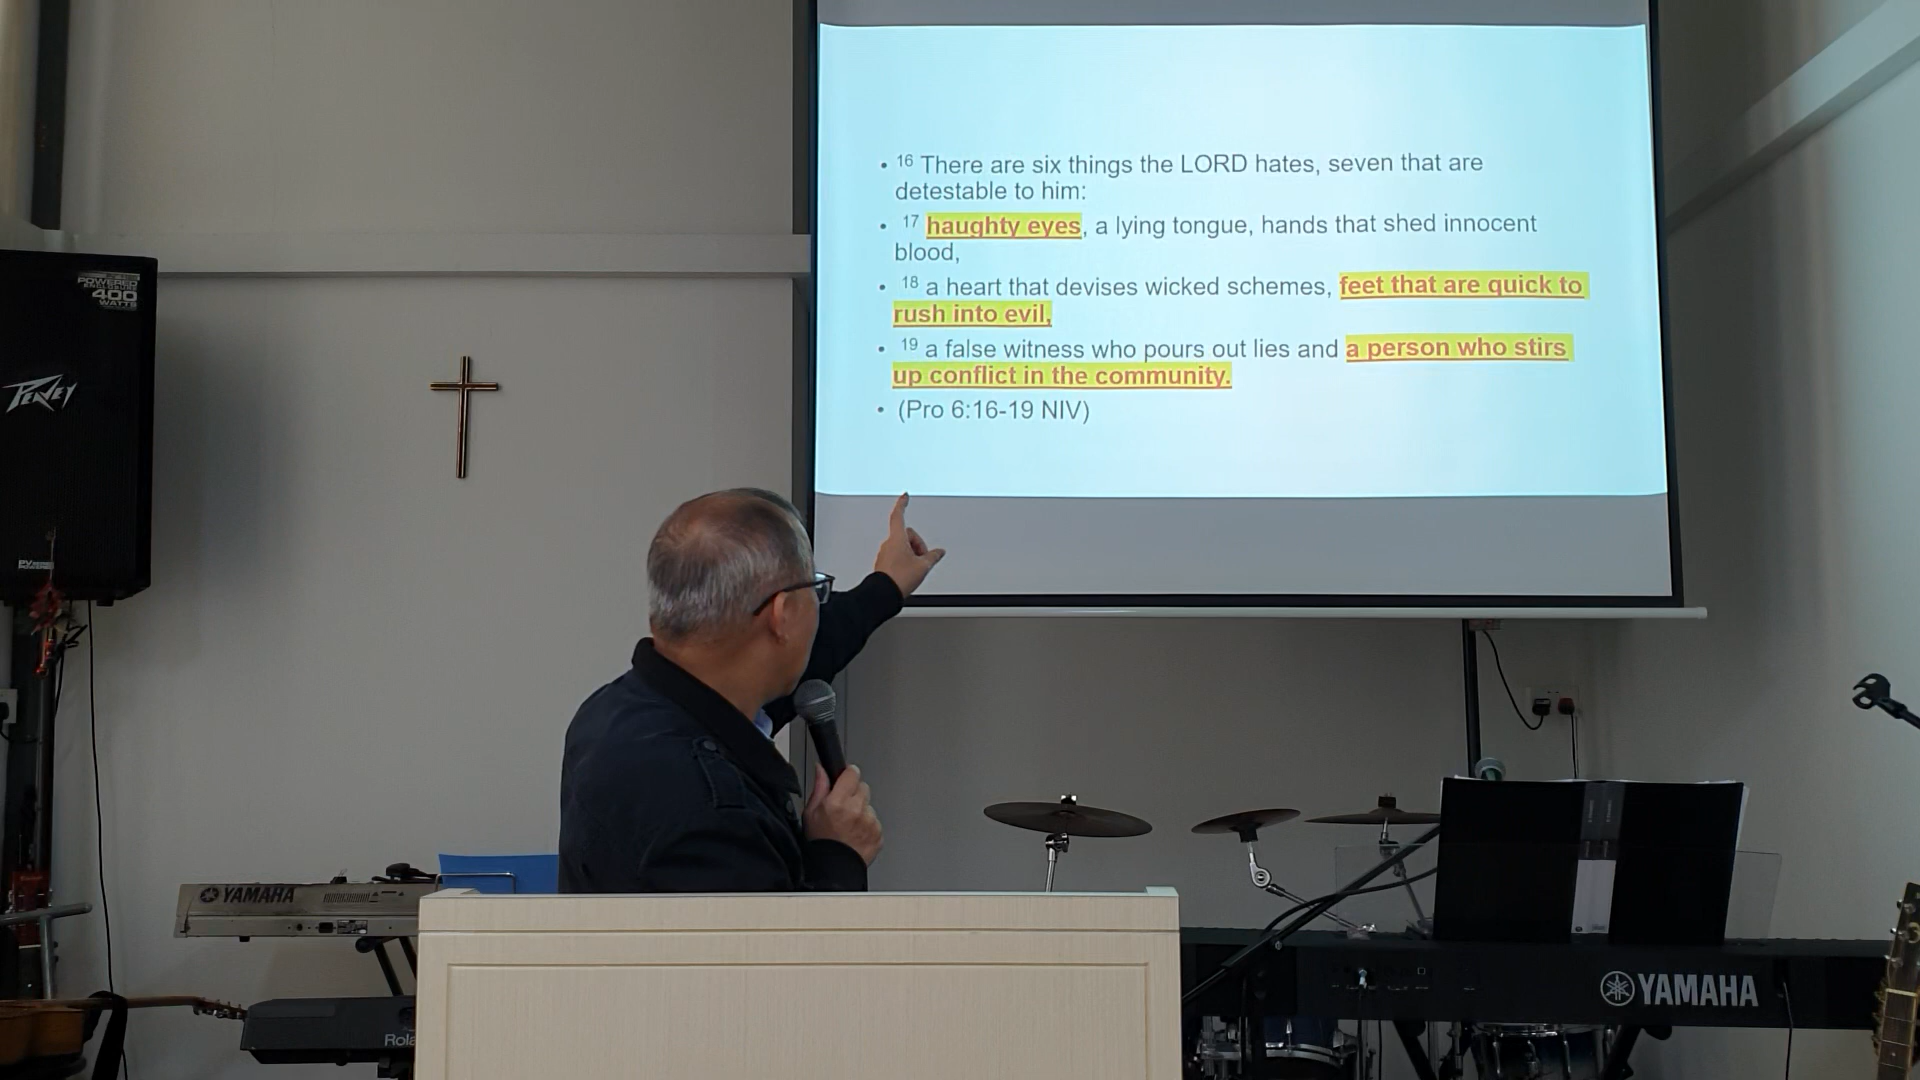 • 16 There are six things the LORD hates, seven that are
detestable to him:
• 17 haughty eyes, a lying tongue, hands that shed innocent
blood,
• 18 a heart that devises wicked schemes, feet that are quick to
rush into evil,
• 19 a false witness who pours out lies and a person who stirs
up conflict in the community.
• (Pro 6:16-19 NIV)
POWERED
ENCLOSURE
400
WATTS
PEAVEY
YAMAHA
Rola
YAMAHA